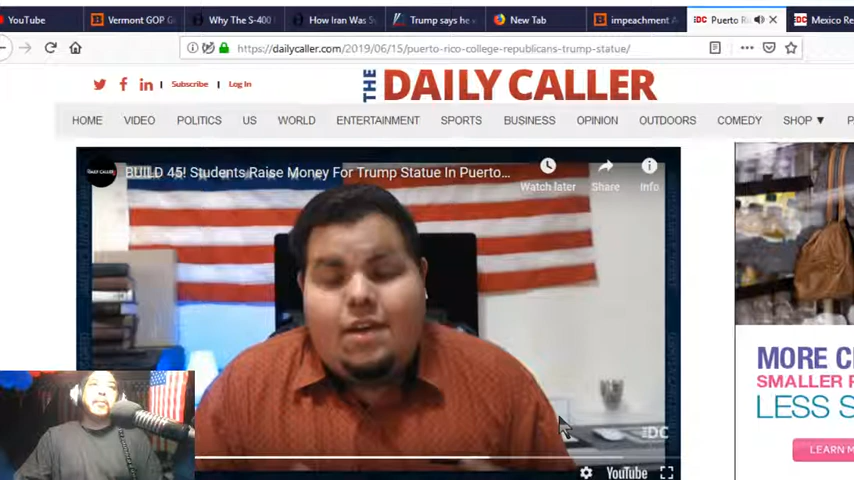 YouTube
Vermont GOP G
Why The S-400
How Iran Was S
Trump says he
New Tab
impeachment A
Puerto Ri
Mexico Re
https://dailycaller.com/2019/06/15/puerto-rico-college-republicans-trump-statue/
Subscribe | Log In
THE DAILY CALLER
HOME VIDEO POLITICS US WORLD ENTERTAINMENT SPORTS BUSINESS OPINION OUTDOORS COMEDY SHOP ▼ P
BUILD 45! Students Raise Money For Trump Statue In Puerto...
Watch later
Share
Info
DC
YouTube
MORE C
SMALLER
LESS S
LEARN M